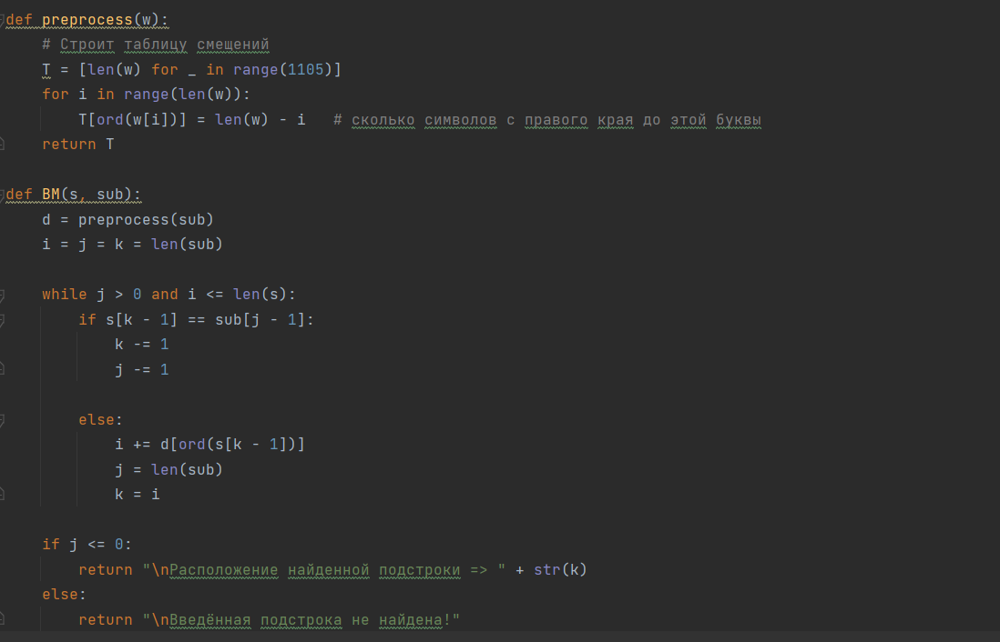 def preprocess(w):
    # Строит таблицу смещений
    T = [len(w) for _ in range(1105)]
    for i in range(len(w)):
        T[ord(w[i])] = len(w) - i   # сколько символов с правого края до этой буквы
    return T
def BM(s, sub):
    d = preprocess(sub)
    i = j = k = len(sub)
    while j > 0 and i <= len(s):
        if s[k - 1] == sub[j - 1]:
            k -= 1
            j -= 1
        else:
            i += d[ord(s[k - 1])]
            j = len(sub)
            k = i
    if j <= 0:
        return "\nРасположение найденной подстроки => " + str(k)
    else:
        return "\nВведённая подстрока не найдена!"